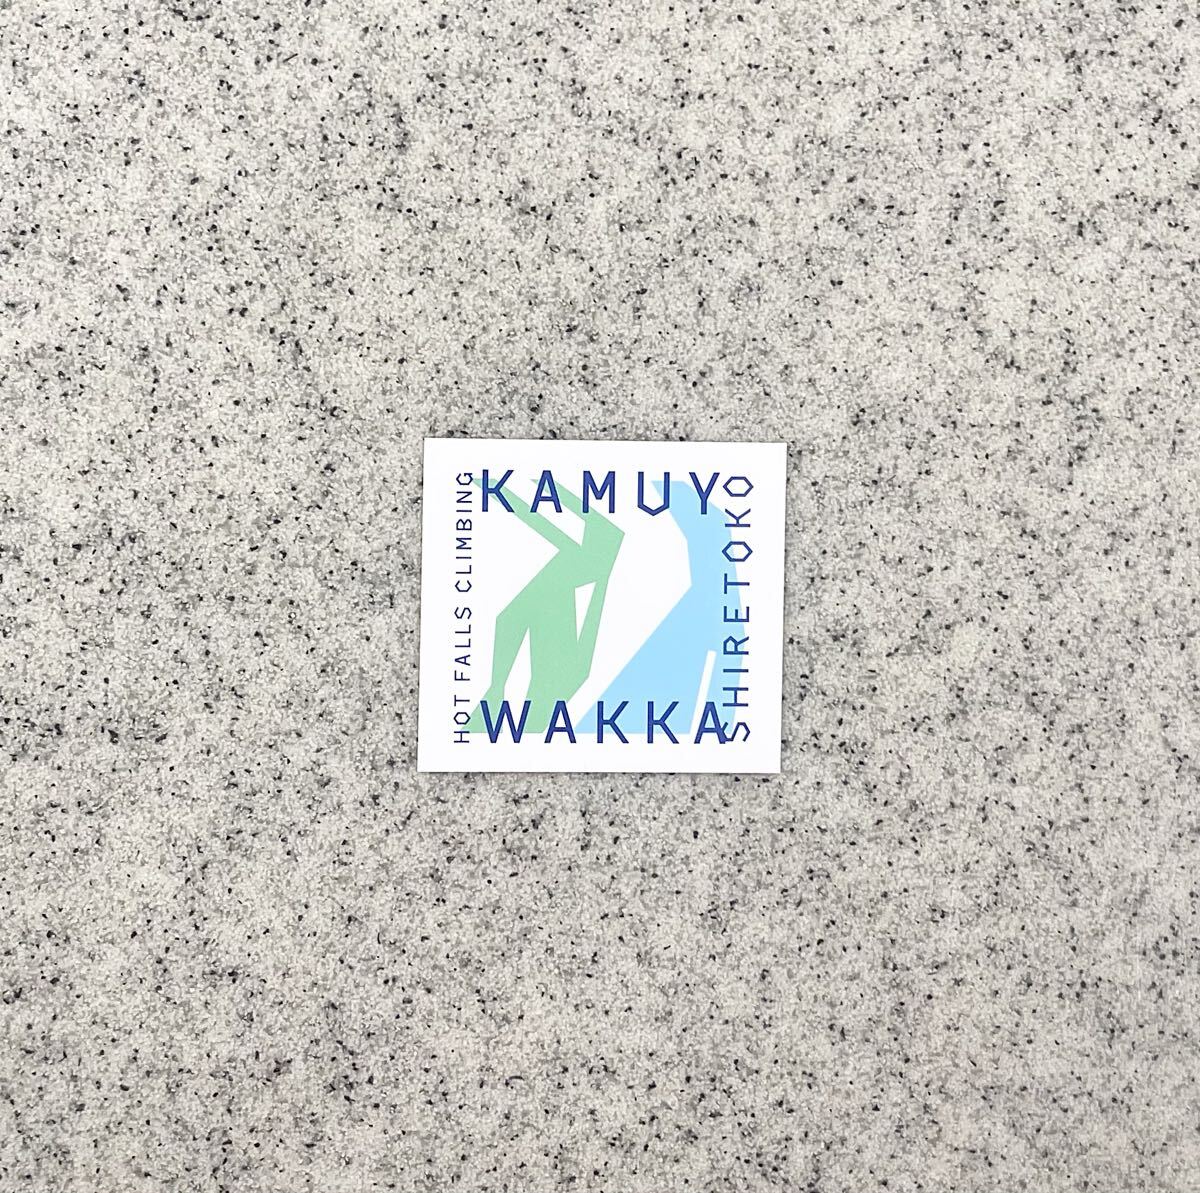 KAMUY
WAKKA
HOT FALLS CLIMBING
SHIRETOKO